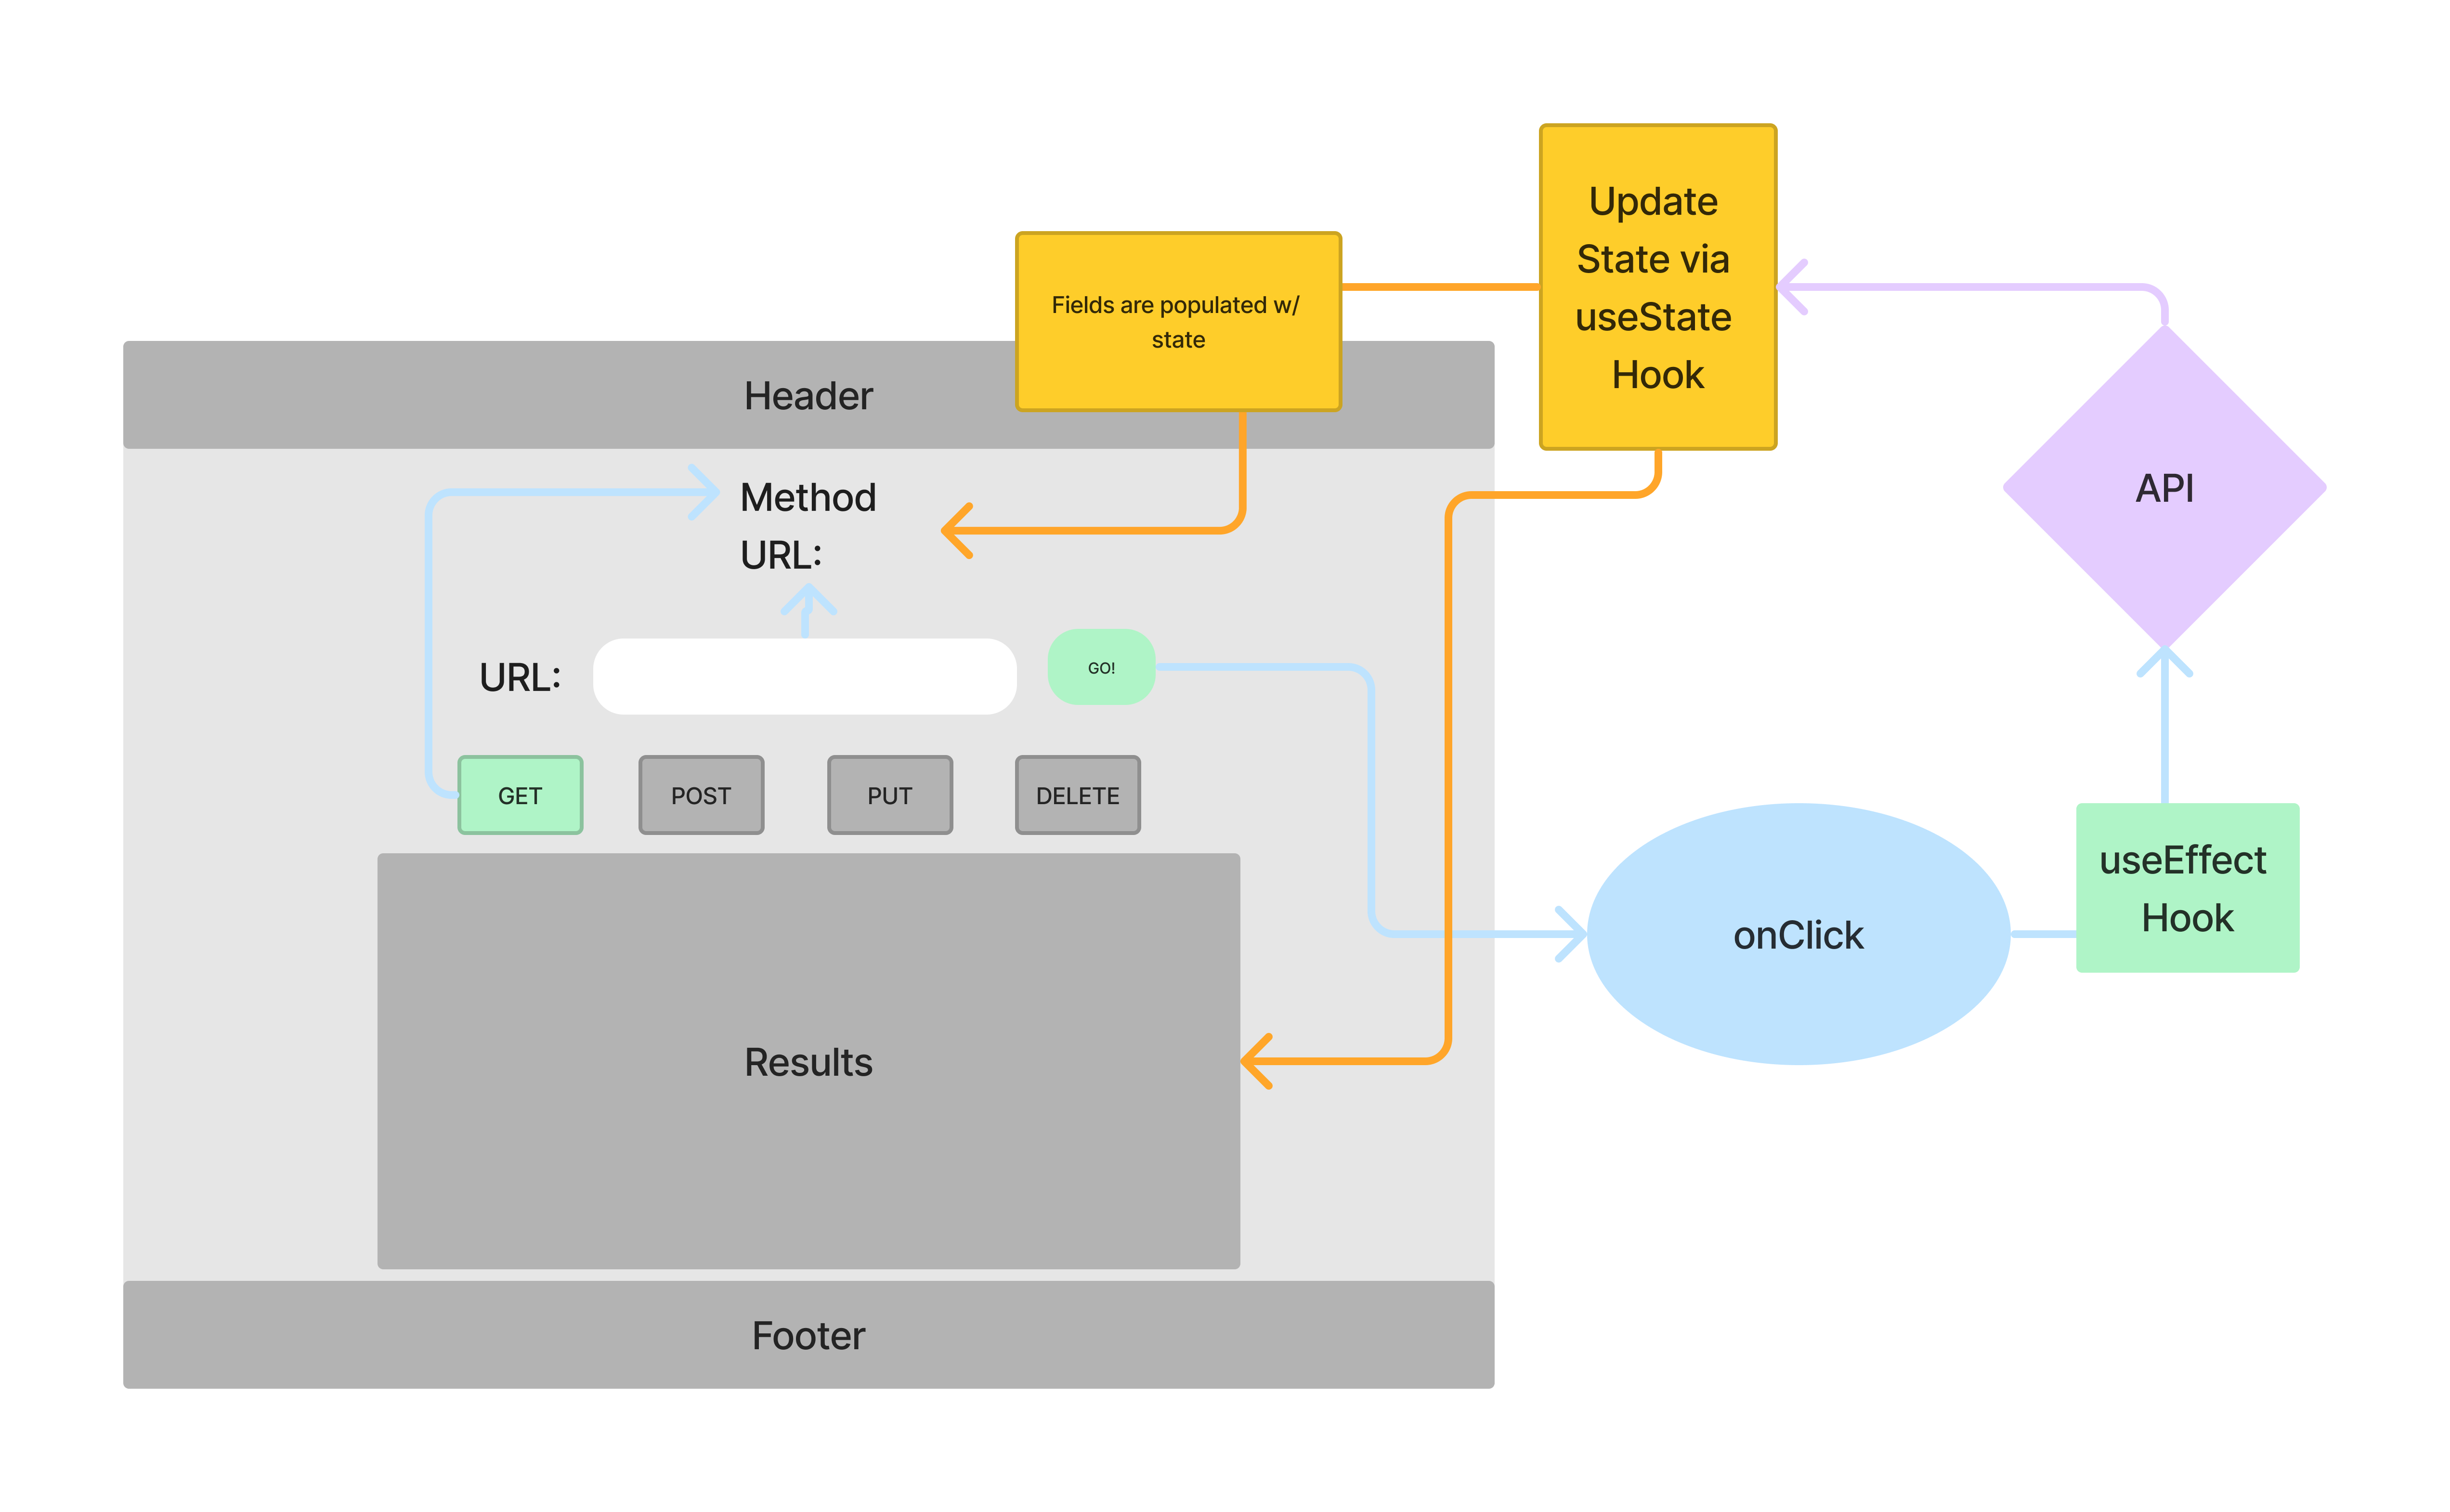 Update
State via
useState
Hook
Fields are populated w/
state
Header
Method
URL:
API
URL:
GO!
GET
POST
PUT
DELETE
useEffect
Hook
onClick
Results
Footer